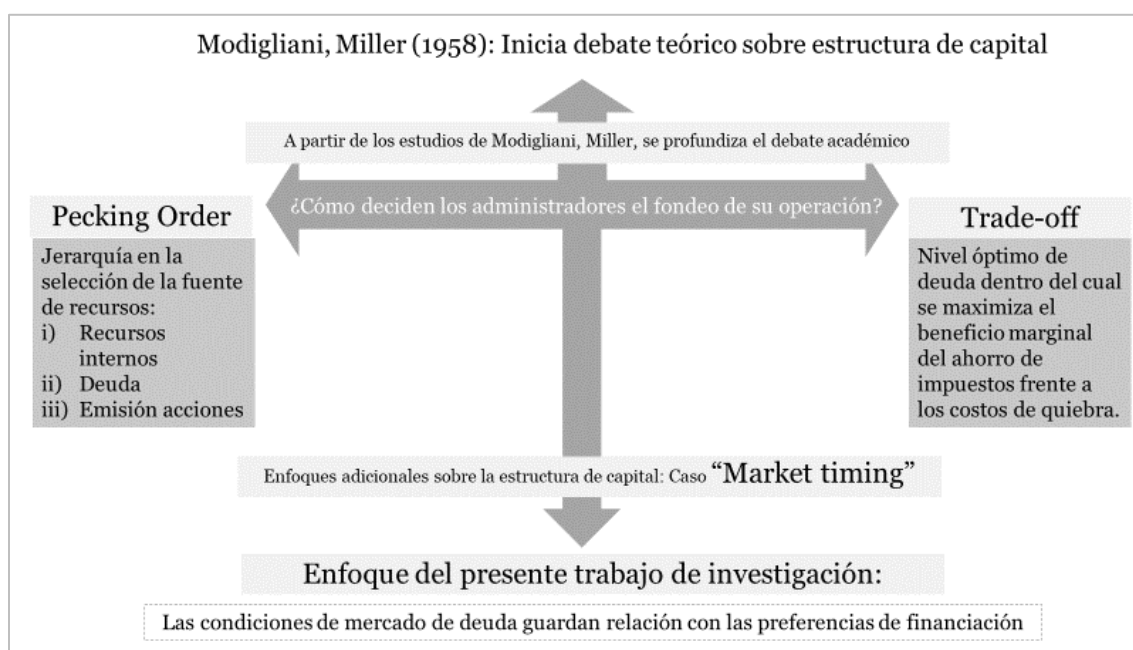 Modigliani, Miller (1958): Inicia debate teórico sobre estructura de capital
A partir de los estudios de Modigliani, Miller, se profundiza el debate académico
¿Cómo deciden los administradores el fondeo de su operación?
Pecking Order
Jerarquía en la
selección de la fuente
de recursos:
i) Recursos
internos
ii) Deuda
iii) Emisión acciones
Trade-off
Nivel óptimo de
deuda dentro del cual
se maximiza el
beneficio marginal
del ahorro de
impuestos frente a
los costos de quiebra.
Enfoques adicionales sobre la estructura de capital: Caso “Market timing”
Enfoque del presente trabajo de investigación:
Las condiciones de mercado de deuda guardan relación con las preferencias de financiación